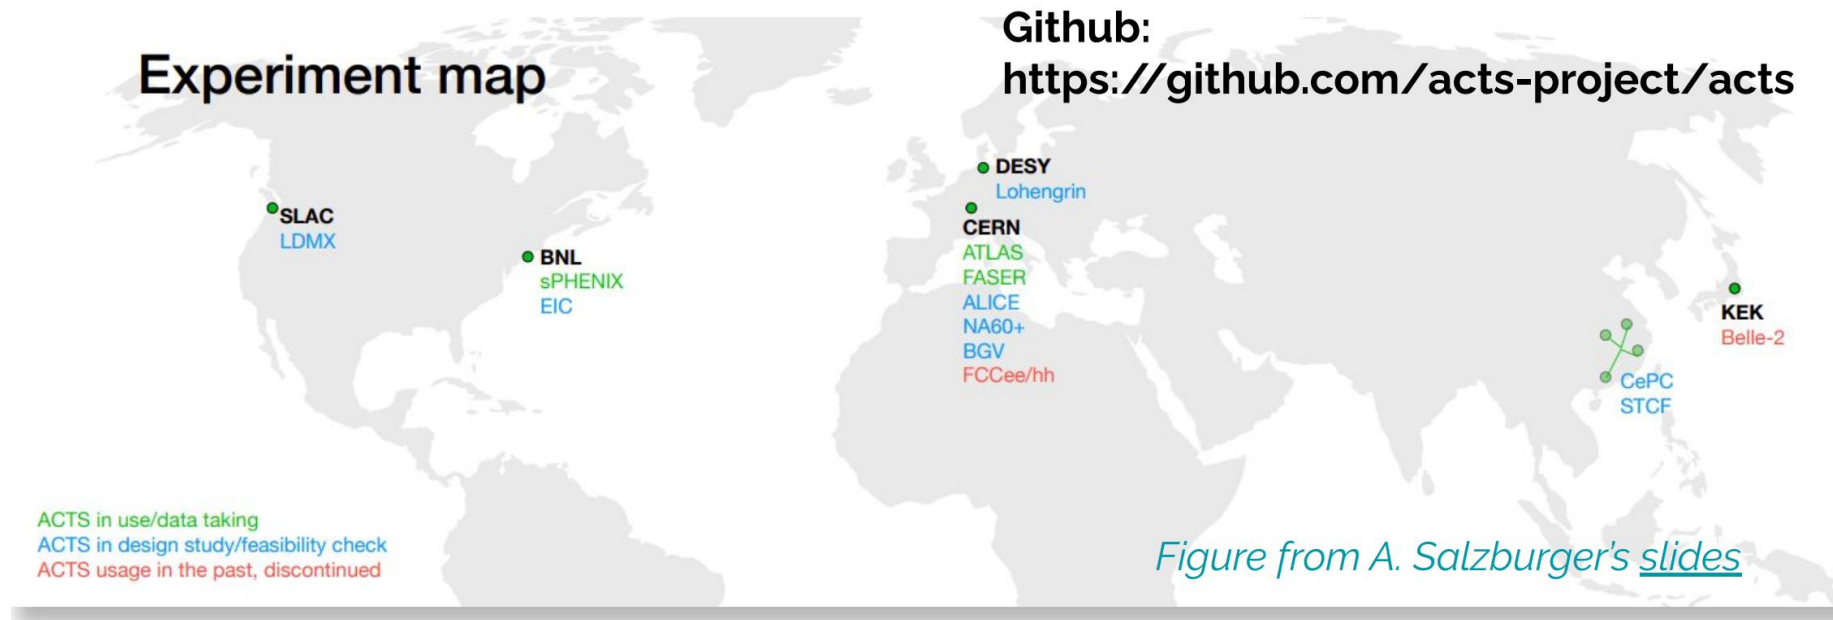 Experiment map
Github:
https://github.com/acts-project/acts
DESY
Lohengrin
SLAC
LDMX
BNL
sPHENIX
EIC
CERN
ATLAS
FASER
ALICE
NA60+
BGV
FCCee/hh
KEK
Belle-2
CePC
STCF
ACTS in use/data taking
ACTS in design study/feasibility check
ACTS usage in the past, discontinued
Figure from A. Salzburger's slides